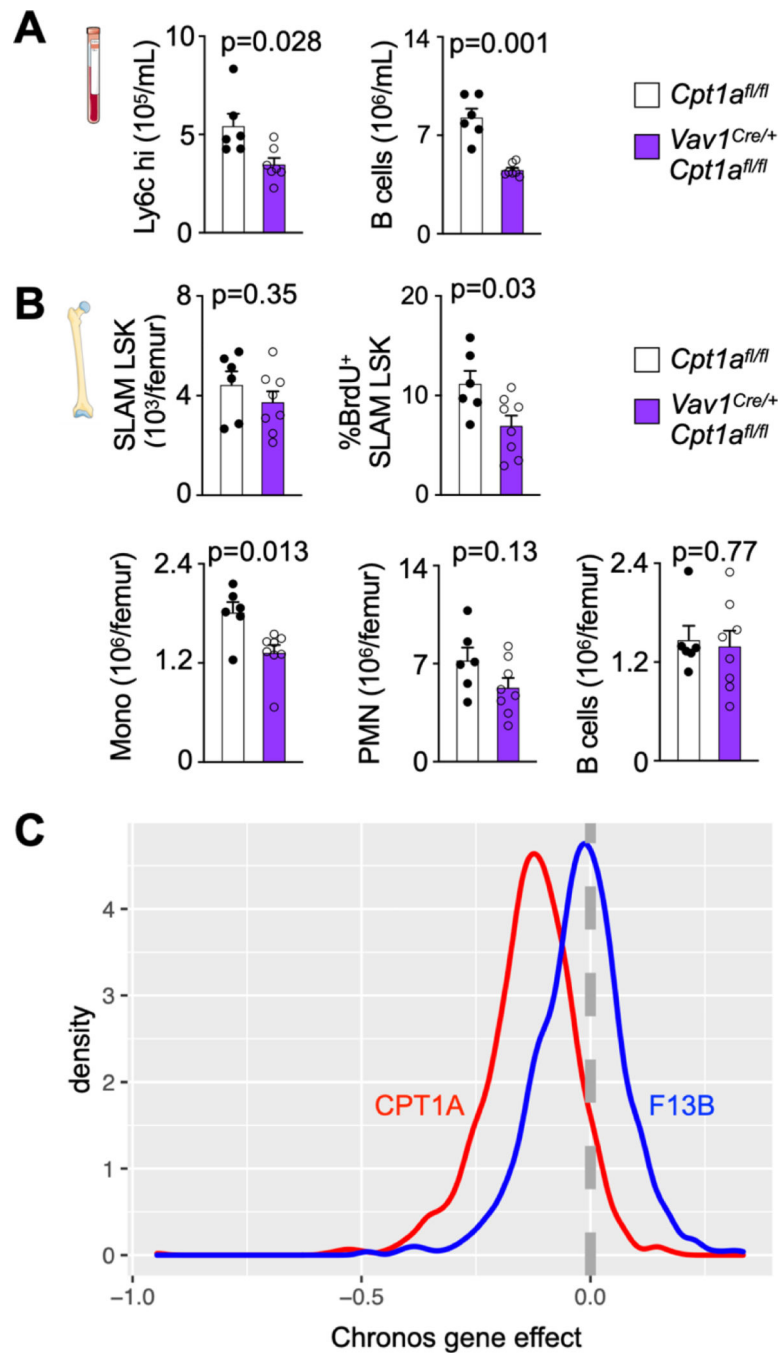 A
10
5
0
Ly6c hi (10⁵/mL)
p=0.028
14
7
0
B cells (10⁶/mL)
p=0.001
Cpt1a^fl/fl
Vav1^Cre/+
Cpt1a^fl/fl
B
8
4
0
SLAM LSK
(10³/femur)
p=0.35
20
10
0
%BrdU⁺
SLAM LSK
p=0.03
Cpt1a^fl/fl
Vav1^Cre/+
Cpt1a^fl/fl
2.4
1.2
0
Mono (10⁶/femur)
p=0.013
14
7
0
PMN (10⁶/femur)
p=0.13
2.4
1.2
0
B cells (10⁶/femur)
p=0.77
C
4
3
2
1
0
density
CPT1A
F13B
−1.0
−0.5
0.0
Chronos gene effect